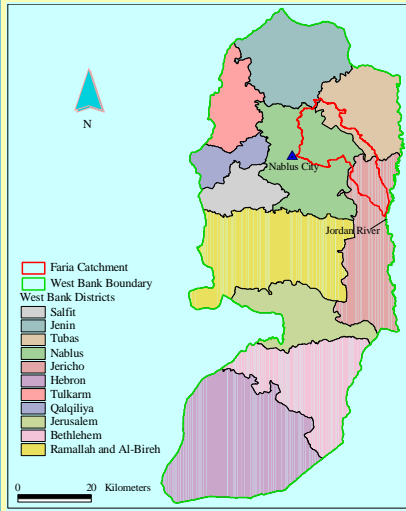 N
Nablus City
Jordan River
Faria Catchment
West Bank Boundary
West Bank Districts
Salfit
Jenin
Tubas
Nablus
Jericho
Hebron
Tulkarm
Qalqiliya
Jerusalem
Bethlehem
Ramallah and Al-Bireh
0 20 Kilometers